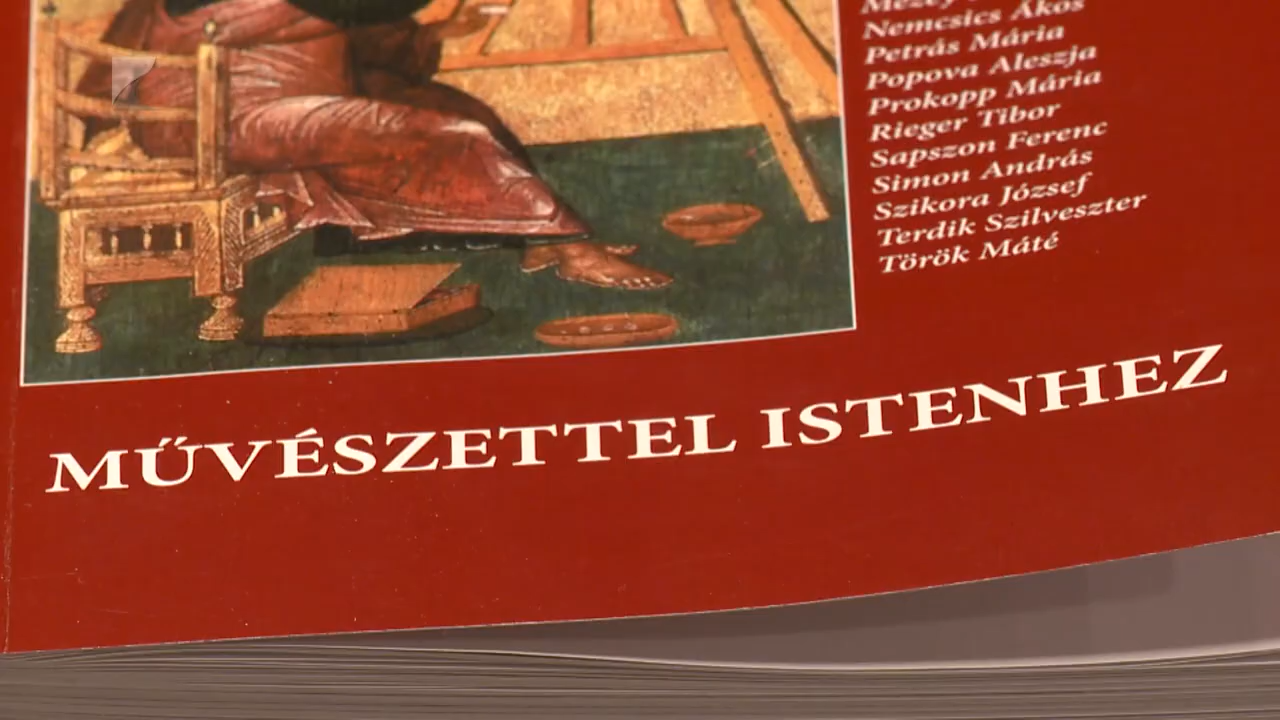 Nemcsics Ákos
Petrás Mária
Popova Aleszja
Prokopp Mária
Rieger Tibor
Sapszon Ferenc
Simon András
Szikora József
Terdik Szilveszter
Török Máté
MŰVÉSZETTEL ISTENHEZ